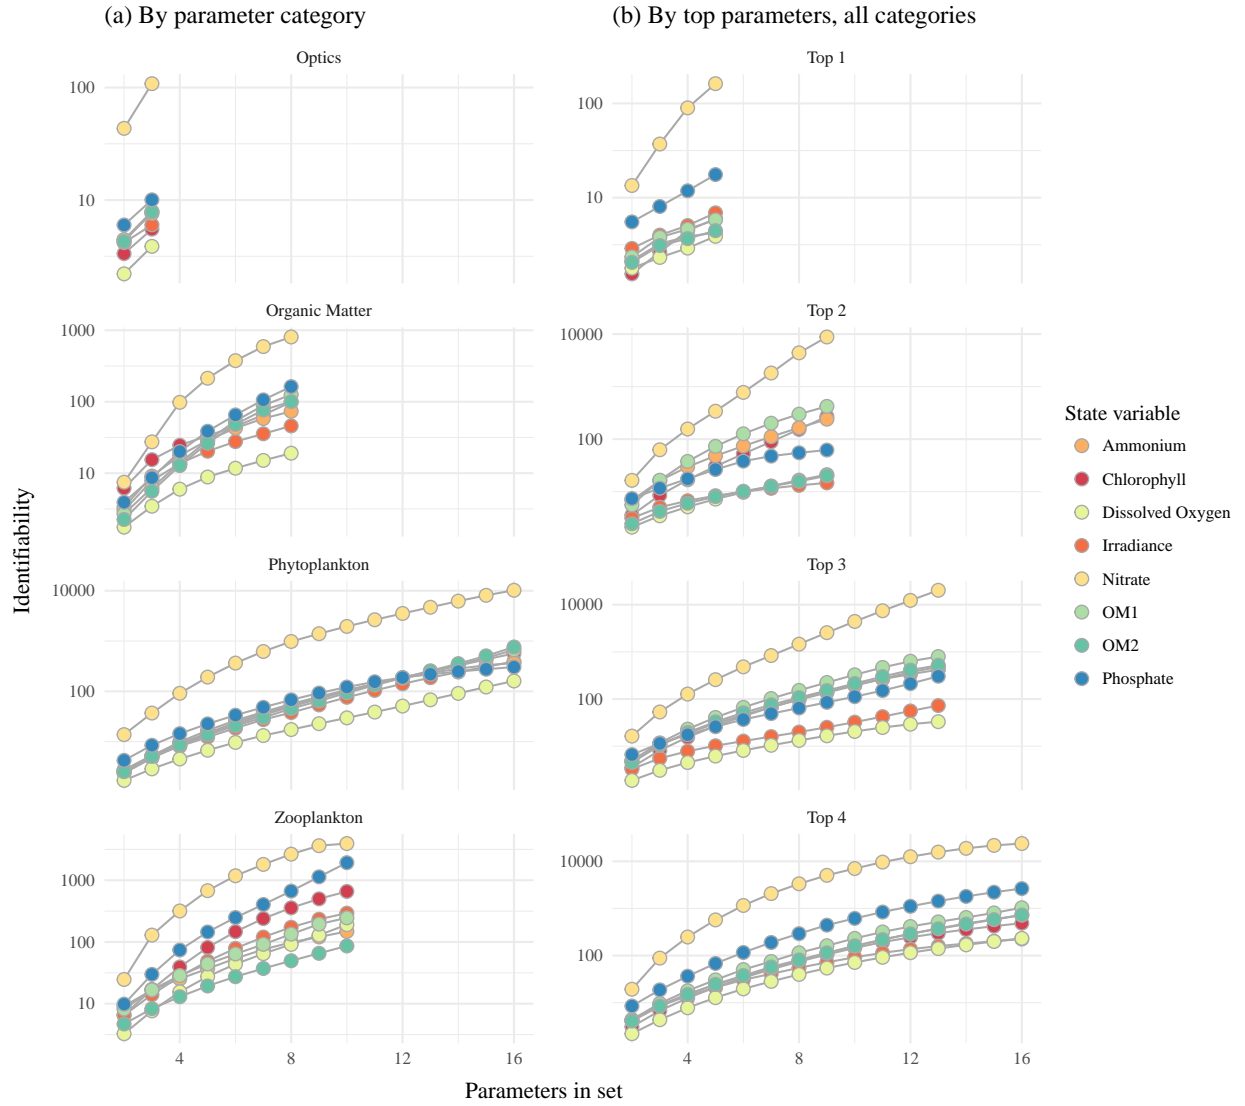 (a) By parameter category
(b) By top parameters, all categories
Optics
100
10
Organic Matter
1000
100
10
Phytoplankton
10000
100
Zooplankton
1000
100
10
4
8
12
16
Top 1
100
10
Top 2
10000
100
Top 3
10000
100
Top 4
10000
100
4
8
12
16
Identifiability
Parameters in set
State variable
Ammonium
Chlorophyll
Dissolved Oxygen
Irradiance
Nitrate
OM1
OM2
Phosphate